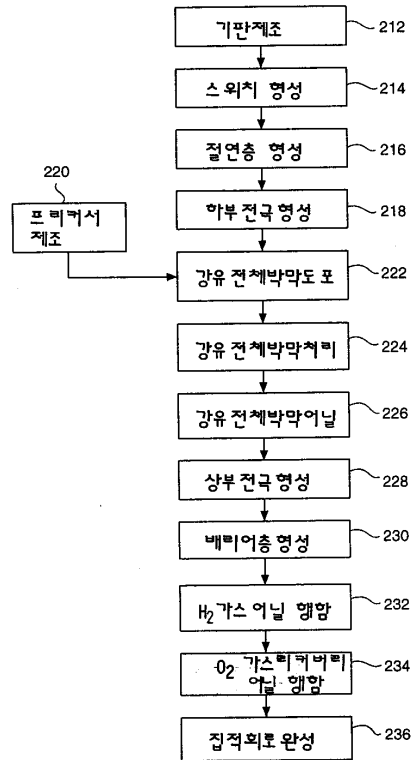 기판제조
212
스위치 형성
214
절연층 형성
216
220
프리커서
제조
하부전극형성
218
강유전체박막도포
222
강유전체박막처리
224
강유전체박막어닐
226
상부전극형성
228
배리어층형성
230
H2가스어닐 행함
232
O2 가스리커버리
어닐 행함
234
집적회로완성
236